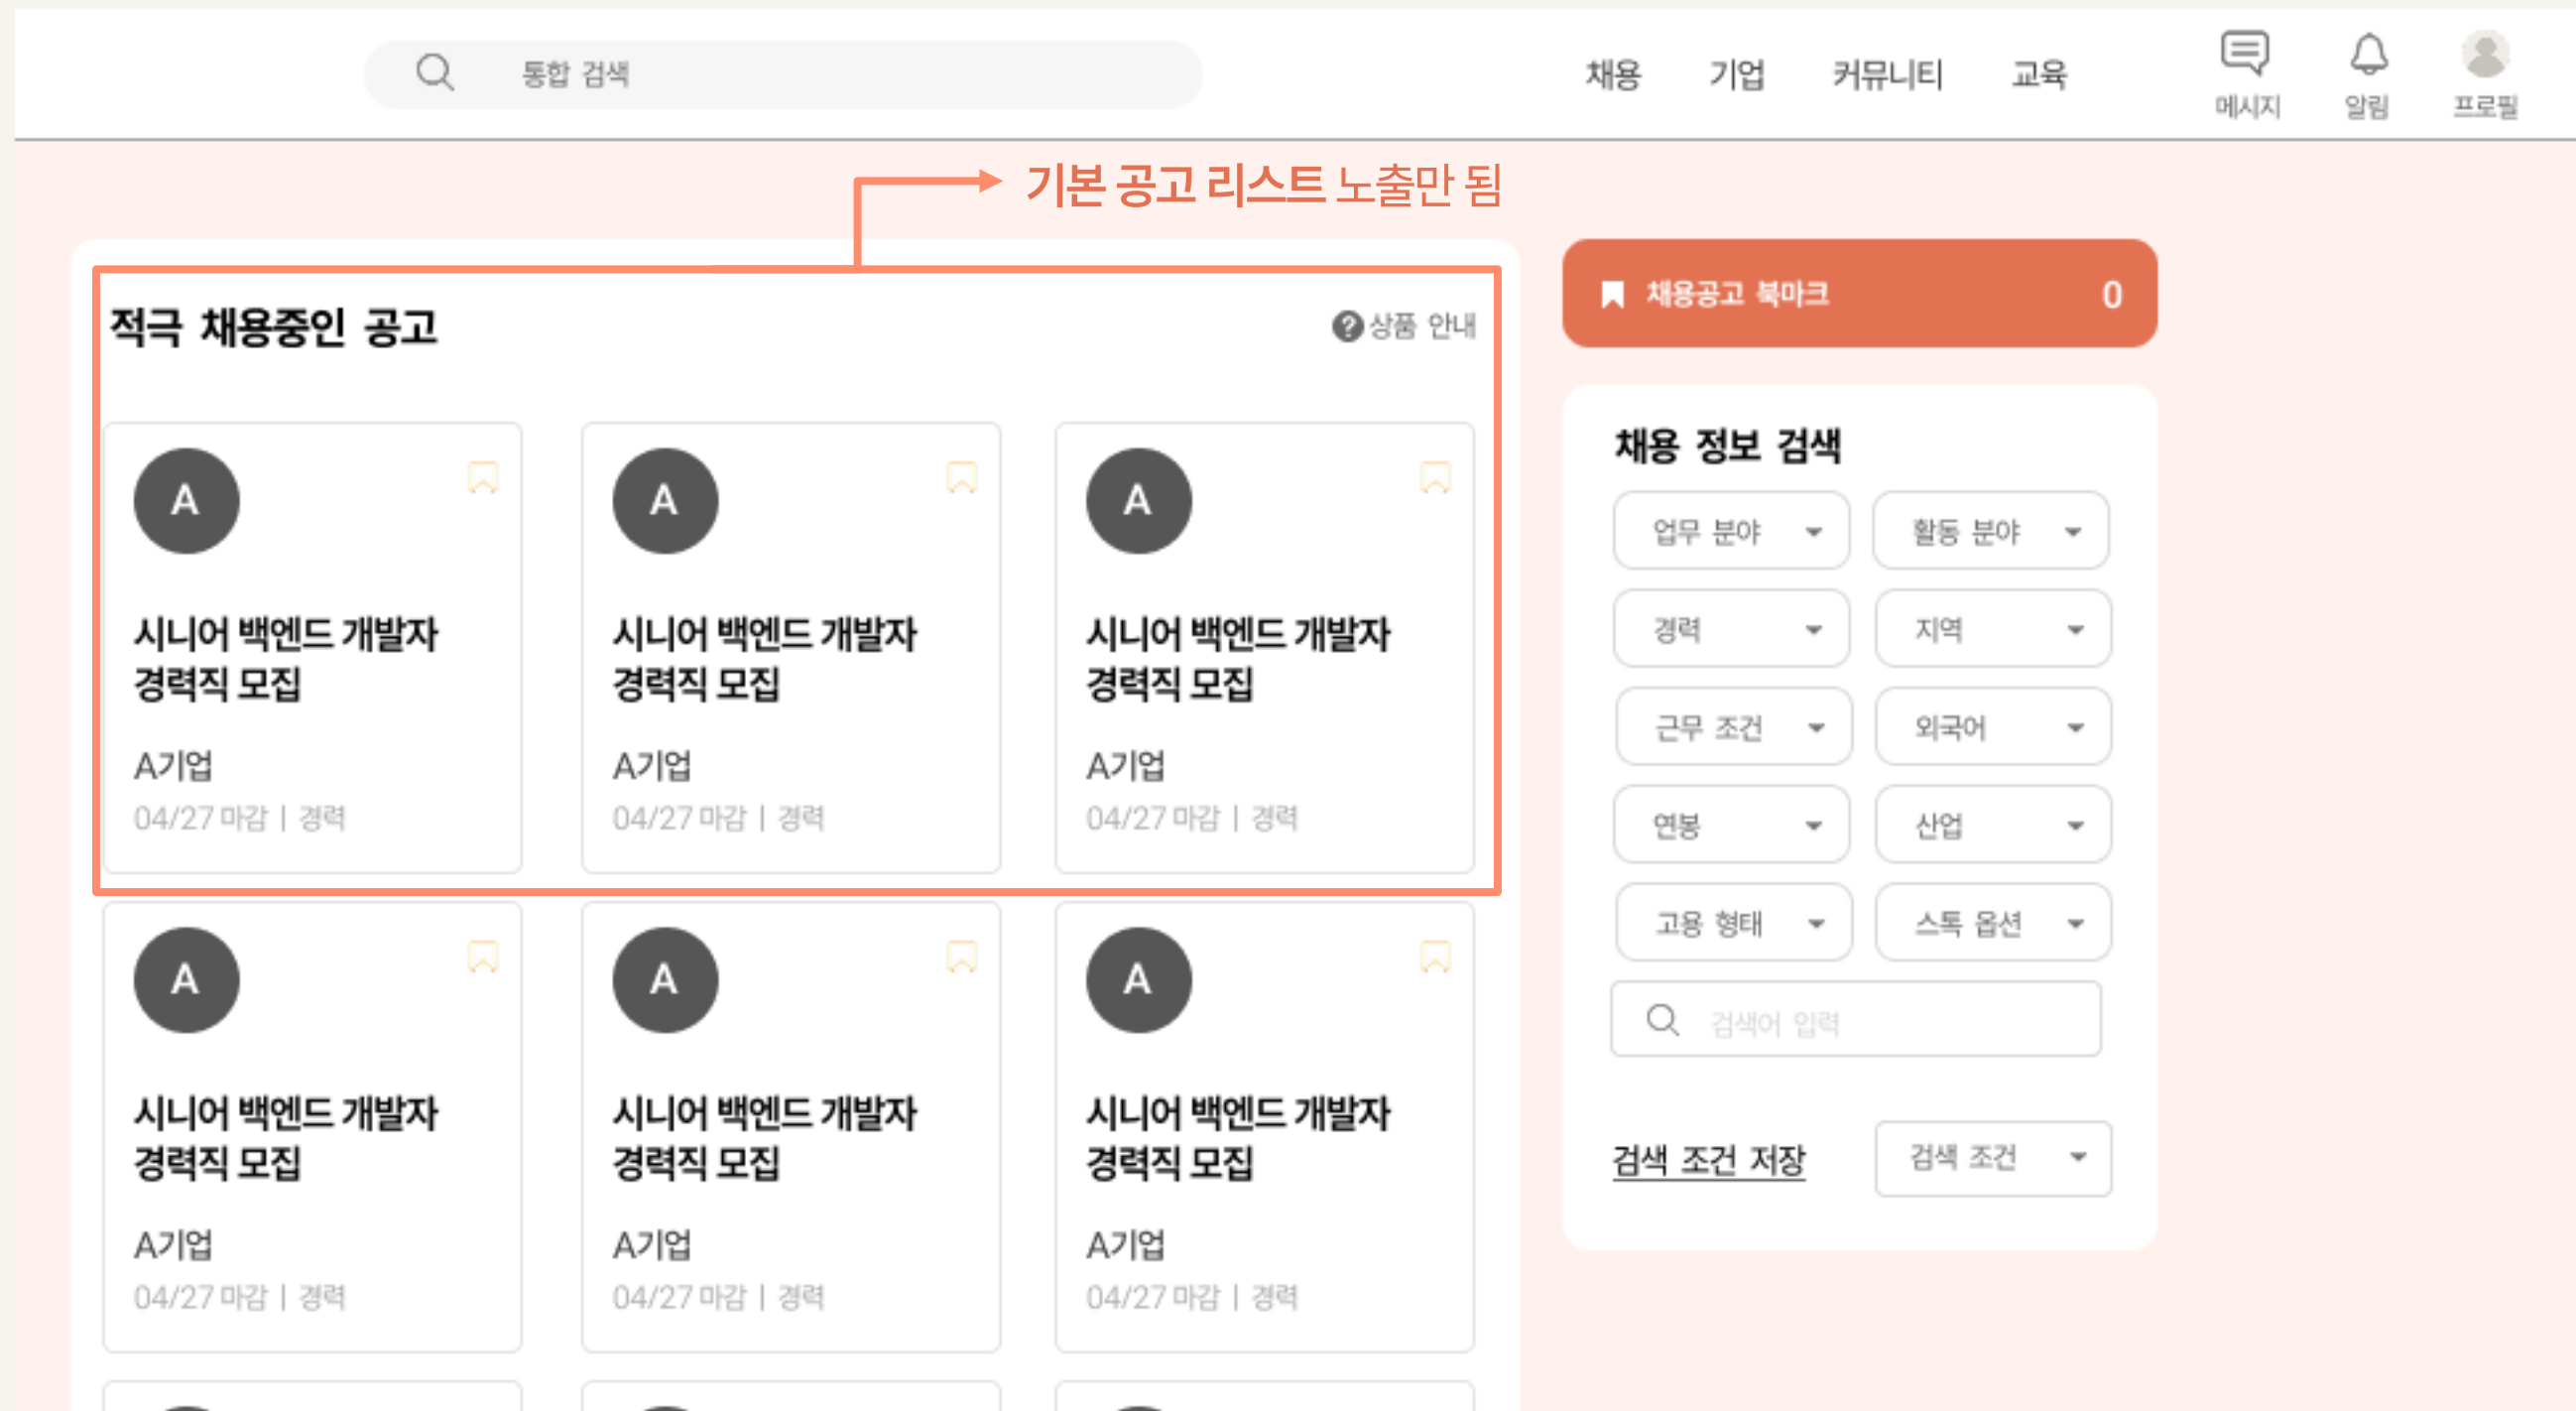 통합 검색
채용 기업 커뮤니티 교육
메시지 알림 프로필
기본 공고 리스트 노출만 됨
적극 채용중인 공고
? 상품 안내
A
시니어 백엔드 개발자
경력직 모집
A기업
04/27 마감 | 경력
A
시니어 백엔드 개발자
경력직 모집
A기업
04/27 마감 | 경력
A
시니어 백엔드 개발자
경력직 모집
A기업
04/27 마감 | 경력
A
시니어 백엔드 개발자
경력직 모집
A기업
04/27 마감 | 경력
A
시니어 백엔드 개발자
경력직 모집
A기업
04/27 마감 | 경력
A
시니어 백엔드 개발자
경력직 모집
A기업
04/27 마감 | 경력
채용공고 북마크 0
채용 정보 검색
업무 분야 활동 분야
경력 지역
근무 조건 외국어
연봉 산업
고용 형태 스톡 옵션
검색어 입력
검색 조건 저장 검색 조건